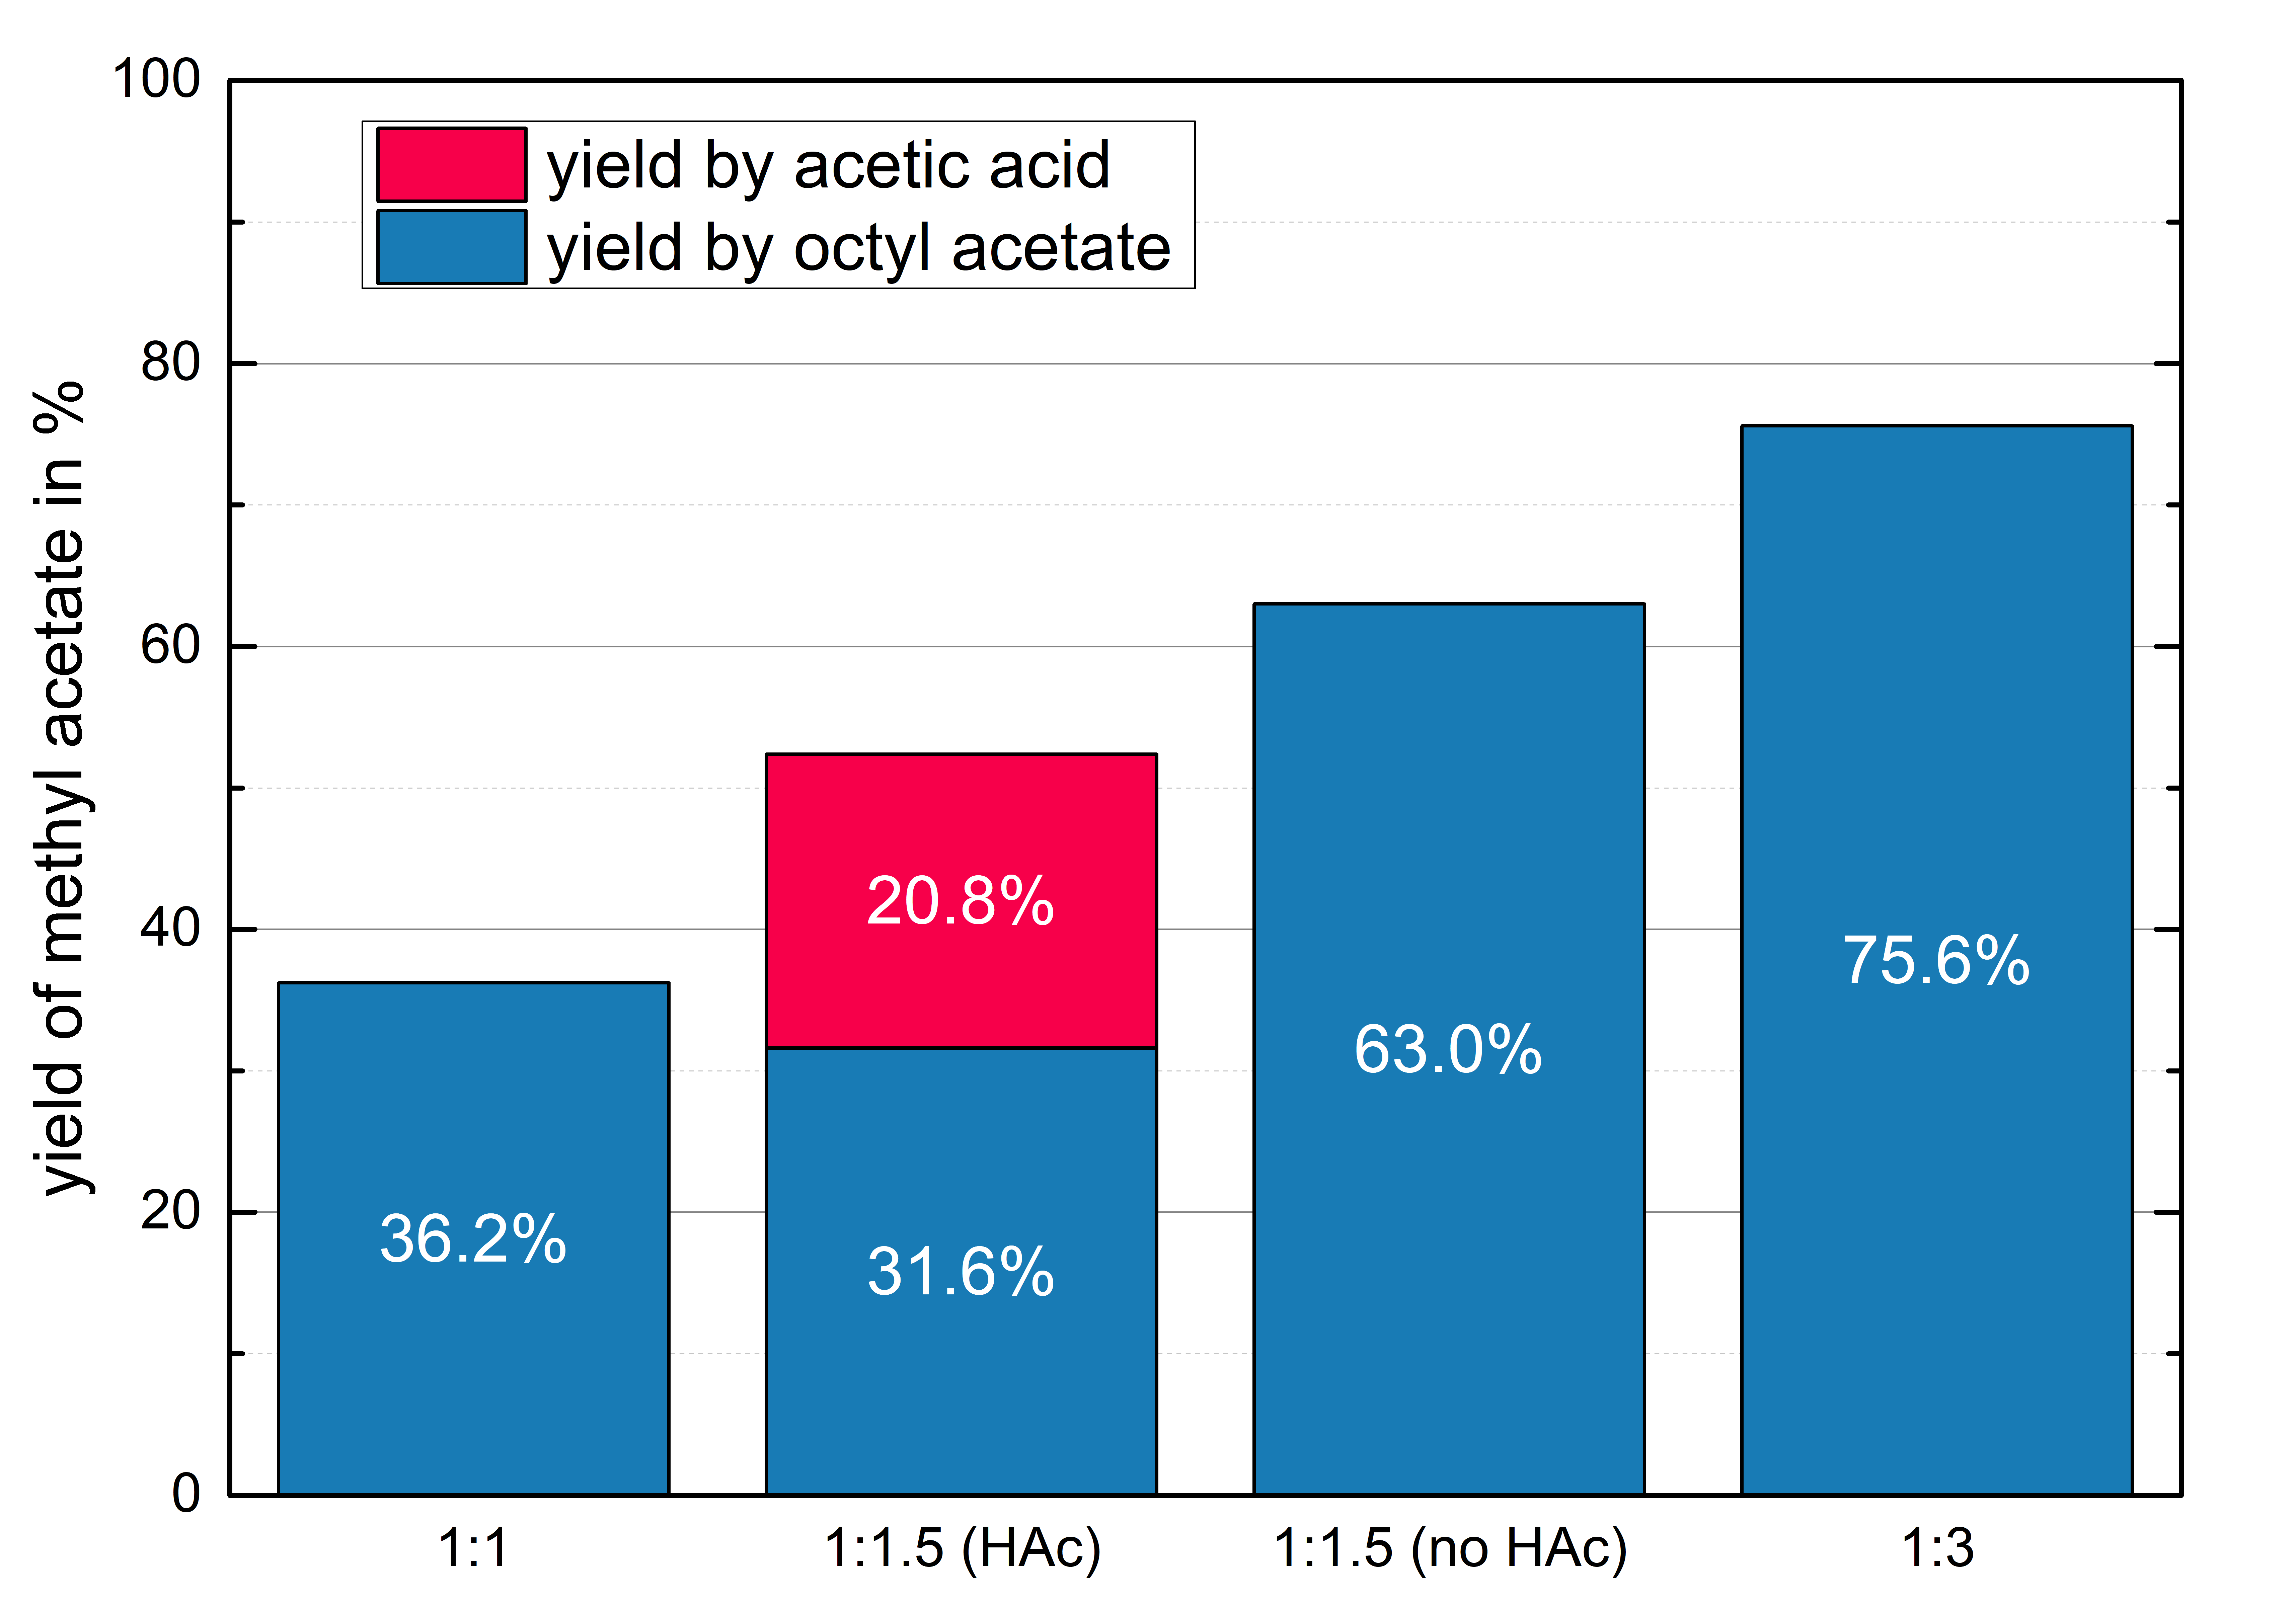 yield of methyl acetate in %
100
80
60
40
20
0
yield by acetic acid
yield by octyl acetate
36.2%
20.8%
31.6%
63.0%
75.6%
1:1
1:1.5 (HAc)
1:1.5 (no HAc)
1:3